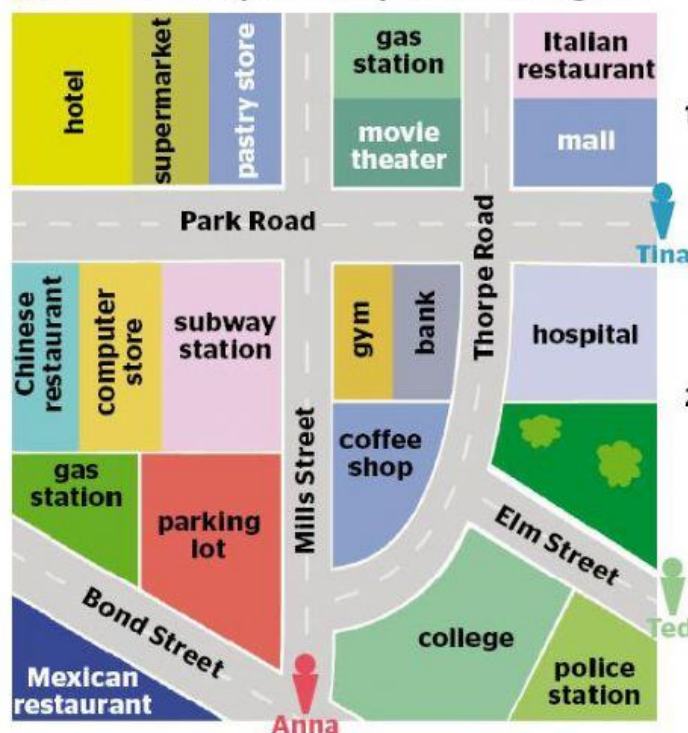 hotel
supermarket
pastry store
gas
station
movie
theater
Italian
restaurant
mall
Park Road
Thorpe Road
Tina
Chinese
restaurant
computer
store
subway
station
gym
bank
hospital
Mills Street
coffee
shop
gas
station
parking
lot
Elm Street
Bond Street
college
Ted
police
station
Mexican
restaurant
Anna